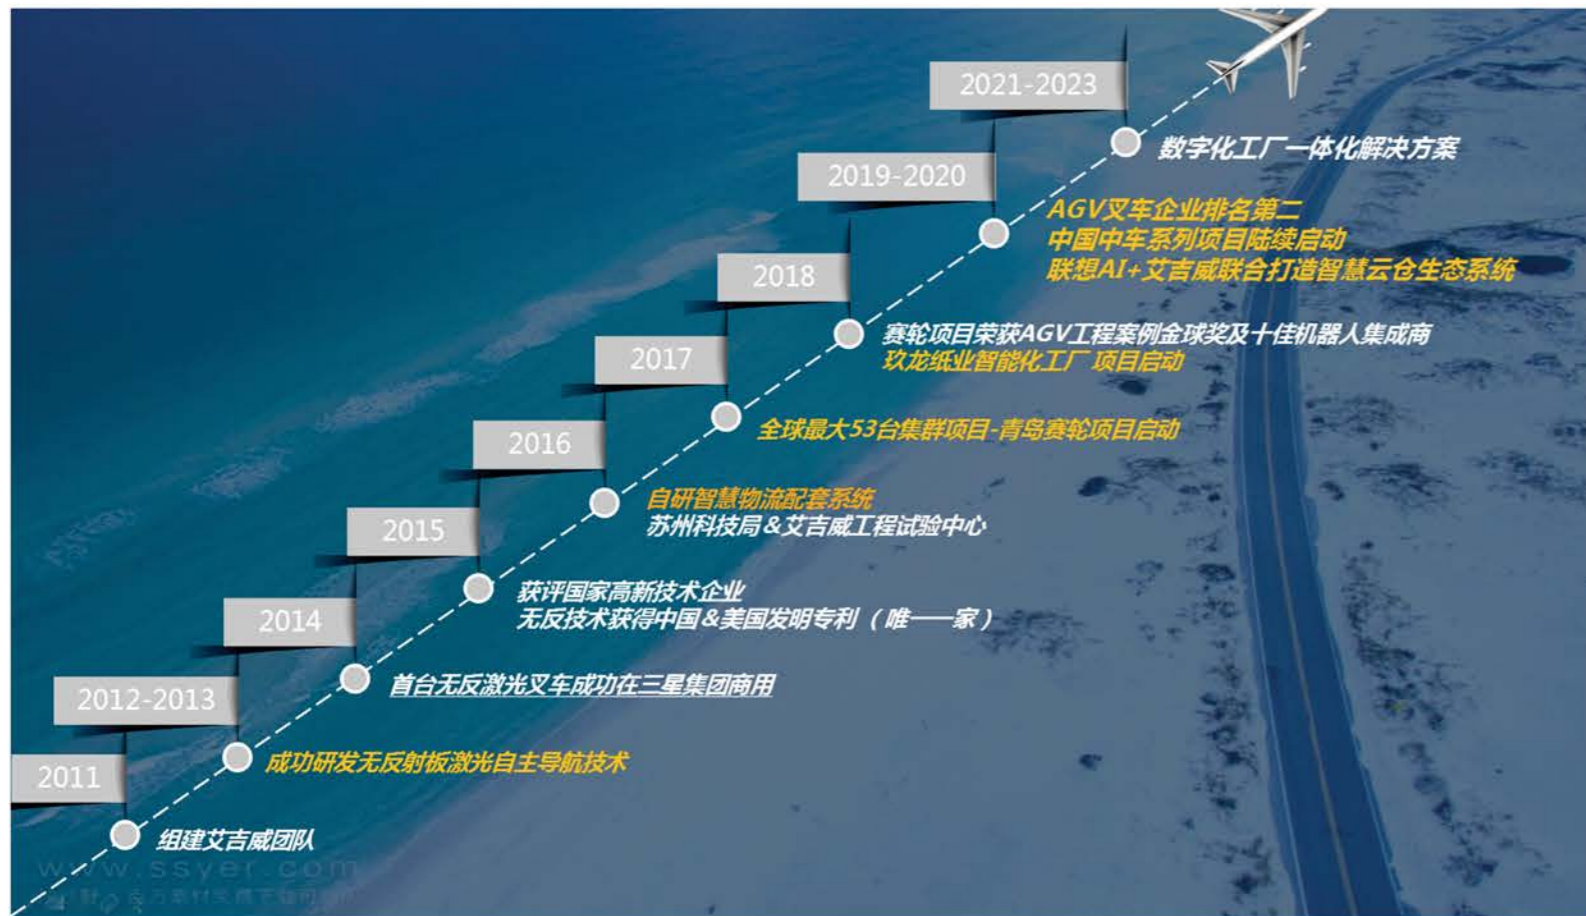 2021-2023
数字化工厂一体化解决方案
2019-2020
AGV叉车企业排名第二
中国中车系列项目陆续启动
联想AI+艾吉威联合打造智慧云仓生态系统
2018
赛轮项目荣获AGV工程案例金球奖及十佳机器人集成商
玖龙纸业智能化工厂 项目启动
2017
全球最大53台集群项目-青岛赛轮项目启动
2016
自研智慧物流配套系统
苏州科技局&艾吉威工程试验中心
2015
获评国家高新技术企业
无反技术获得中国&美国发明专利（唯一一家）
2014
首台无反激光叉车成功在三星集团商用
2012-2013
成功研发无反射板激光自主导航技术
2011
组建艾吉威团队
www.ssyer.com